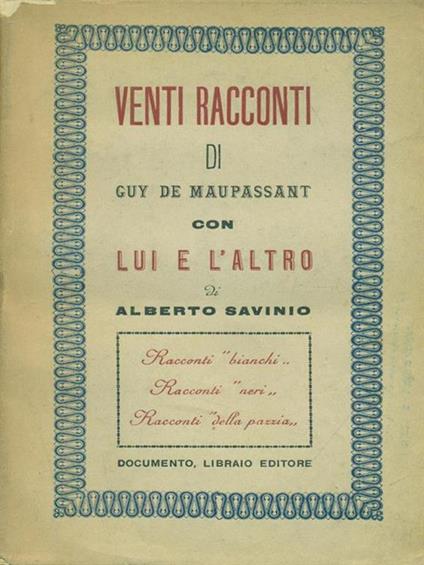 VENTI RACCONTI
DI
GUY DE MAUPASSANT
CON
LUI E L'ALTRO
di
ALBERTO SAVINIO
Racconti "bianchi„
Racconti "neri„
Racconti "della pazzia„
DOCUMENTO, LIBRAIO EDITORE